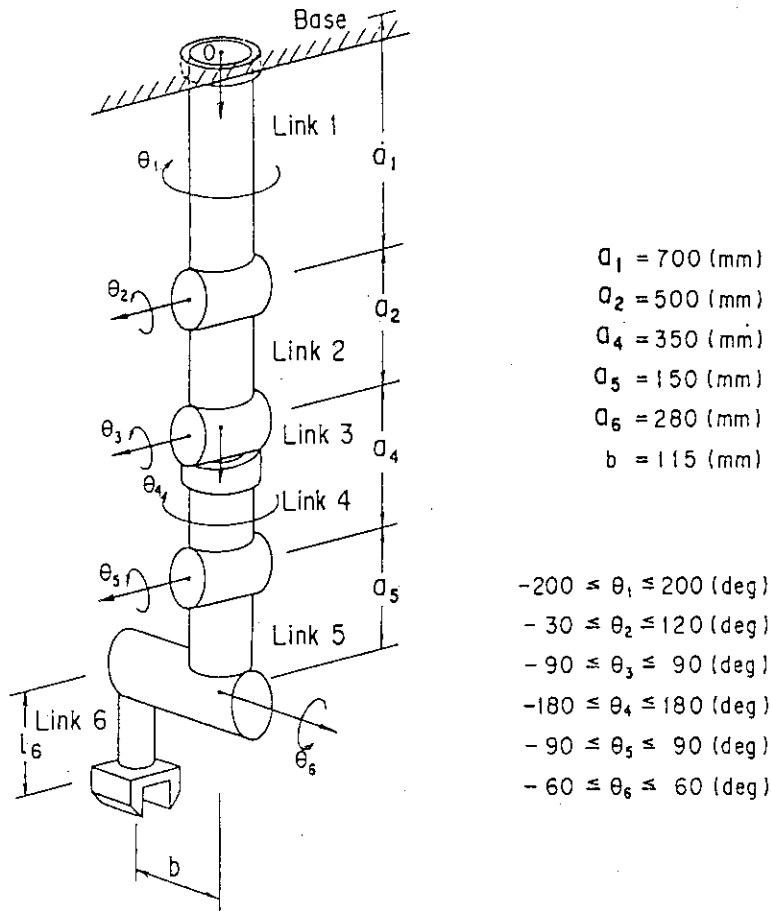 Base
O
Link 1
θ₁
a₁
θ₂
a₂
Link 2
θ₃
Link 3
a₄
θ₄
Link 4
θ₅
a₅
Link 5
Link 6
l₆
θ₆
b
a₁ = 700 (mm)
a₂ = 500 (mm)
a₄ = 350 (mm)
a₅ = 150 (mm)
a₆ = 280 (mm)
b = 115 (mm)
-200 ≤ θ₁ ≤ 200 (deg)
- 30 ≤ θ₂ ≤ 120 (deg)
- 90 ≤ θ₃ ≤ 90 (deg)
-180 ≤ θ₄ ≤ 180 (deg)
- 90 ≤ θ₅ ≤ 90 (deg)
- 60 ≤ θ₆ ≤ 60 (deg)